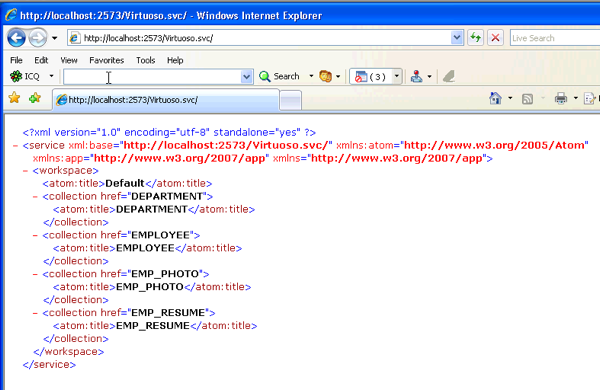 http://localhost:2573/Virtuoso.svc/ - Windows Internet Explorer
http://localhost:2573/Virtuoso.svc/ Live Search
File Edit View Favorites Tools Help
ICQ Search ( 3 )
http://localhost:2573/Virtuoso.svc/
<?xml version="1.0" encoding="utf-8" standalone="yes" ?>
- <service xml:base="http://localhost:2573/Virtuoso.svc/" xmlns:atom="http://www.w3.org/2005/Atom"
xmlns:app="http://www.w3.org/2007/app" xmlns="http://www.w3.org/2007/app">
- <workspace>
<atom:title>Default</atom:title>
- <collection href="DEPARTMENT">
<atom:title>DEPARTMENT</atom:title>
</collection>
- <collection href="EMPLOYEE">
<atom:title>EMPLOYEE</atom:title>
</collection>
- <collection href="EMP_PHOTO">
<atom:title>EMP_PHOTO</atom:title>
</collection>
- <collection href="EMP_RESUME">
<atom:title>EMP_RESUME</atom:title>
</collection>
</workspace>
</service>